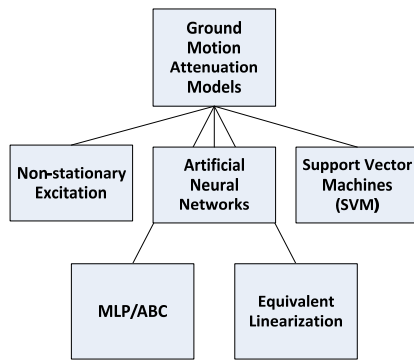 Ground
Motion
Attenuation
Models
Non-stationary
Excitation
Artificial
Neural
Networks
Support Vector
Machines
(SVM)
MLP/ABC
Equivalent
Linearization